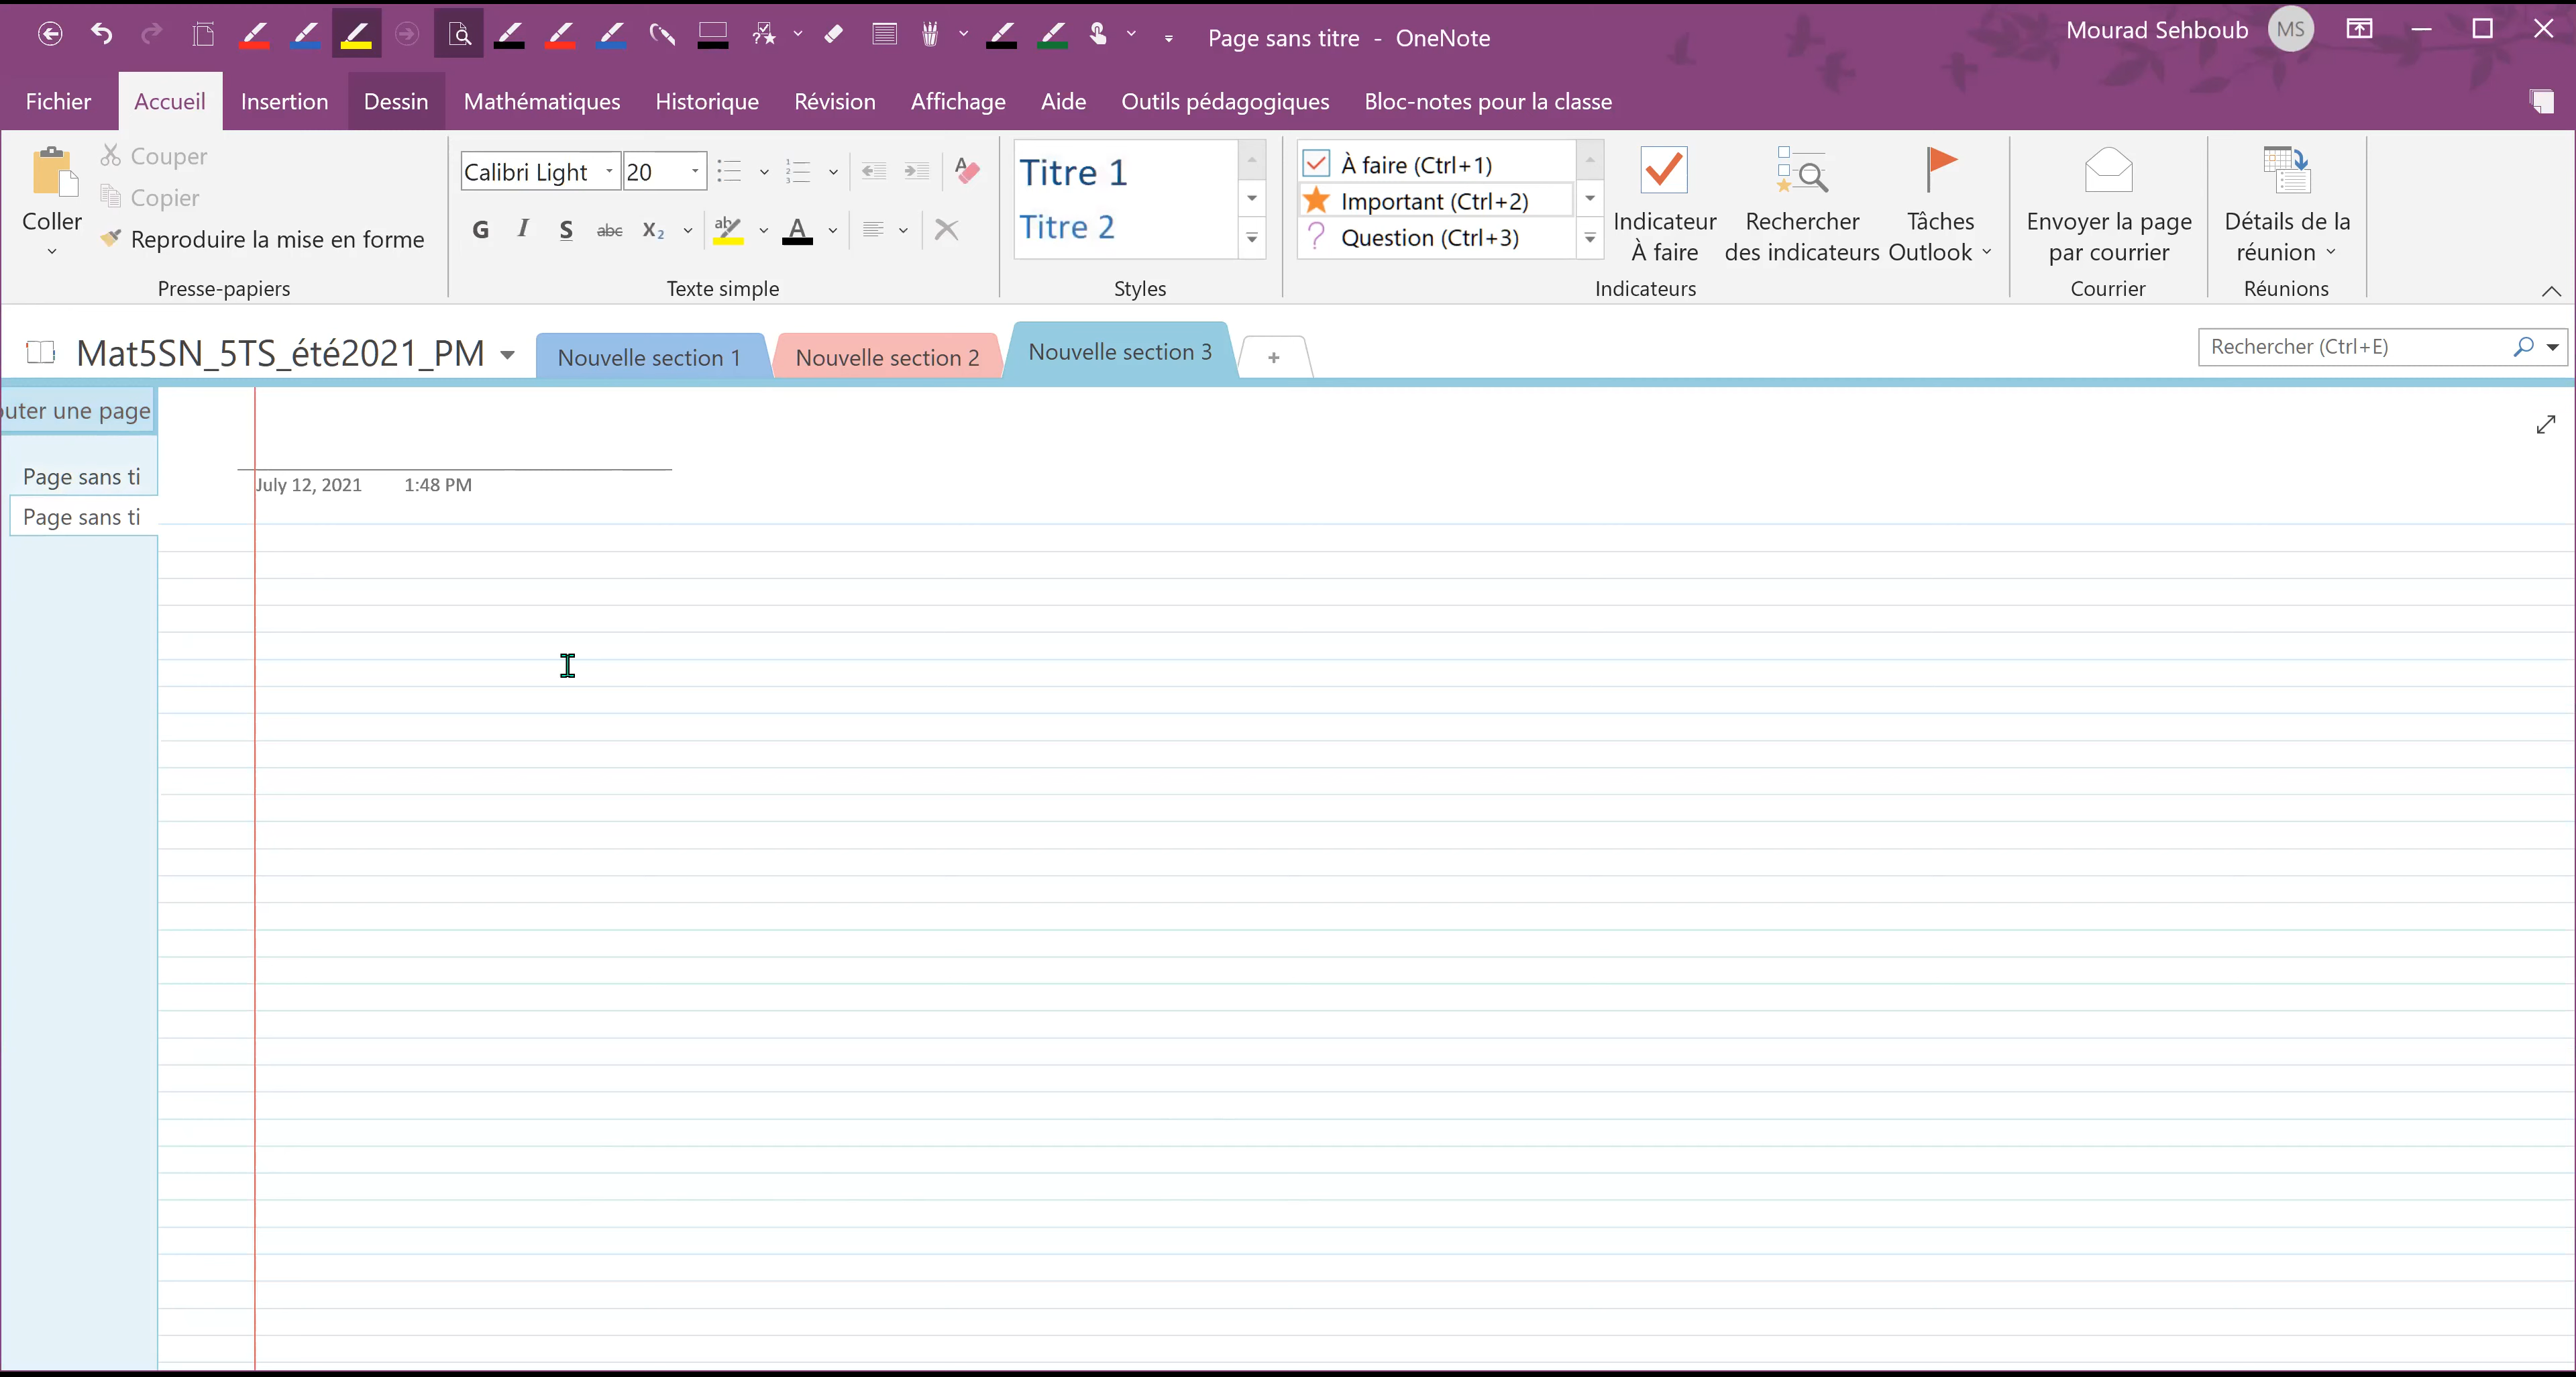 Page sans titre - OneNote
Mourad Sehboub MS
Fichier Accueil Insertion Dessin Mathématiques Historique Révision Affichage Aide Outils pédagogiques Bloc-notes pour la classe
Coller
Couper
Copier
Reproduire la mise en forme
Presse-papiers
Calibri Light 20
G I S abc X₂ ab A
Texte simple
Titre 1
Titre 2
Styles
À faire (Ctrl+1)
Important (Ctrl+2)
Question (Ctrl+3)
Indicateur
À faire
Rechercher
des indicateurs
Tâches
Outlook
Indicateurs
Envoyer la page
par courrier
Courrier
Détails de la
réunion
Réunions
Mat5SN_5TS_été2021_PM
Nouvelle section 1
Nouvelle section 2
Nouvelle section 3
+
Rechercher (Ctrl+E)
outer une page
Page sans ti
Page sans ti
July 12, 2021 1:48 PM